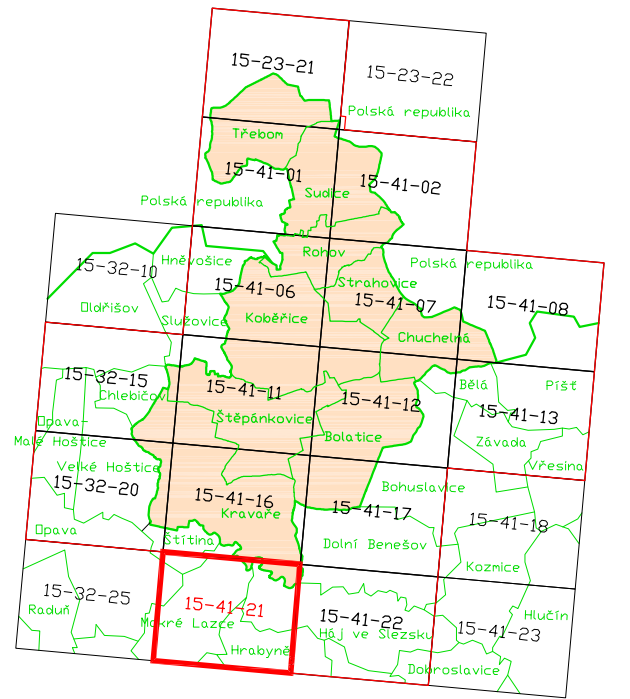 15-23-21
15-23-22
Polská republika
Třebom
15-41-01
15-41-02
Sudice
Polská republika
Rohov
Hněvošice
Polská republika
15-32-10
15-41-06
Strahovice
15-41-07
15-41-08
Oldřišov
Služovice
Kobeřice
Chuchelná
15-32-15
15-41-11
Bělá
Píšť
Chlebičov
15-41-12
Štěpánkovice
15-41-13
Opava-
Malé Hoštice
Bolatice
Závada
Velké Hoštice
Vřesina
15-32-20
Bohuslavice
15-41-16
Kravaře
15-41-17
15-41-18
Opava
Štítina
Dolní Benešov
Kozmice
15-32-25
15-41-21
Raduň
Mokré Lazce
15-41-22
Háj ve Slezsku
Hlučín
15-41-23
Hrabyně
Dobroslavice